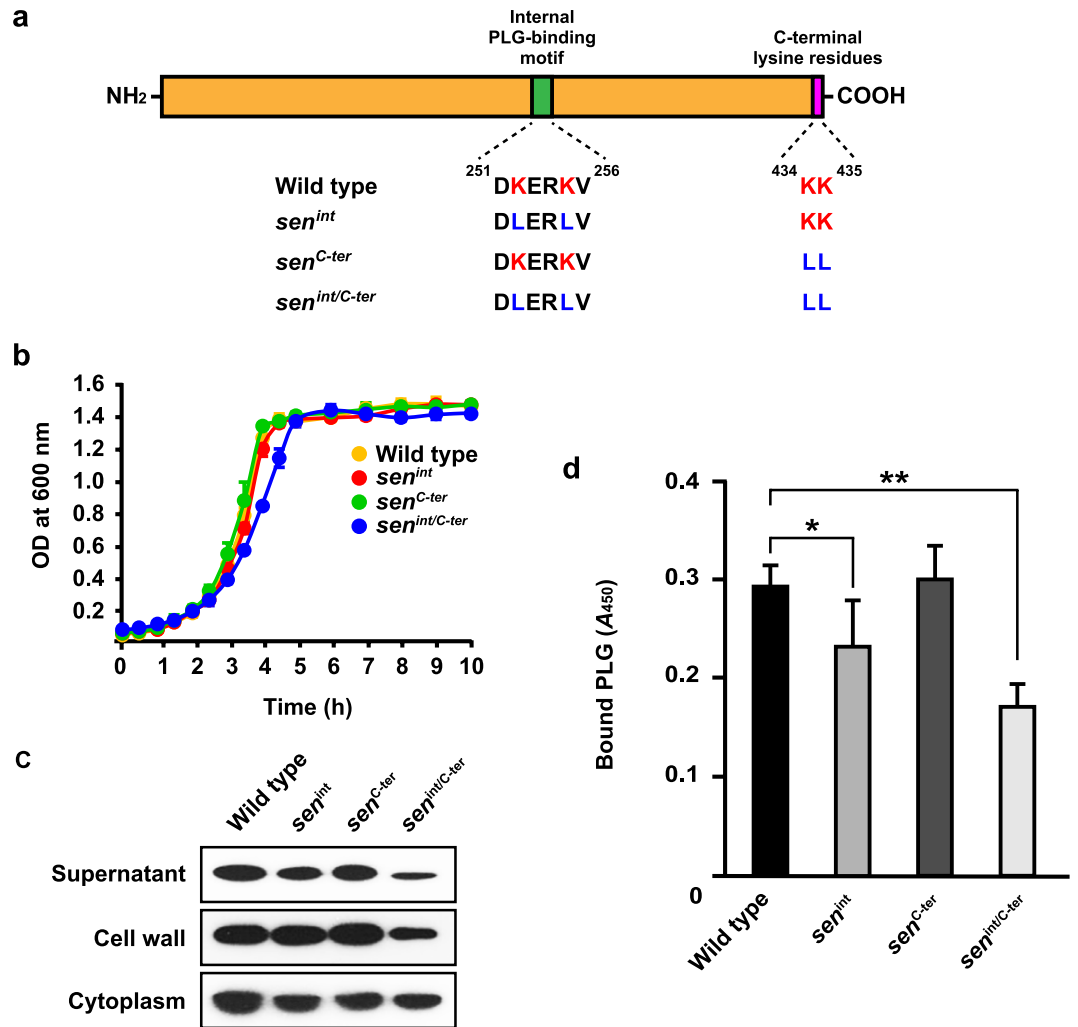 a
Internal
PLG-binding
motif
C-terminal
lysine residues
NH2
COOH
251 256 434 435
Wild type DKERKV KK
sen^int DLERLV KK
sen^C-ter DKERKV LL
sen^int/C-ter DLERLV LL
b
OD at 600 nm
1.6
1.4
1.2
1.0
0.8
0.6
0.4
0.2
0 1 2 3 4 5 6 7 8 9 10
Time (h)
Wild type
sen^int
sen^C-ter
sen^int/C-ter
c
Wild type sen^int sen^C-ter sen^int/C-ter
Supernatant
Cell wall
Cytoplasm
d
Bound PLG (A450)
0.4
0.3
0.2
0.1
0
**
*
Wild type sen^int sen^C-ter sen^int/C-ter